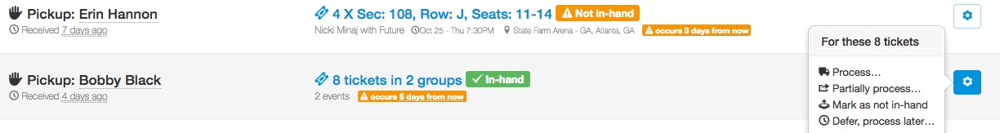 Pickup: Erin Hannon
Received 7 days ago
4 X Sec: 108, Row: J, Seats: 11-14 Not in-hand
Nicki Minaj with Future Oct 25 - Thu 7:30PM State Farm Arena - GA, Atlanta, GA occurs 3 days from now
Pickup: Bobby Black
Received 4 days ago
8 tickets in 2 groups In-hand
2 events occurs 5 days from now
For these 8 tickets
Process...
Partially process...
Mark as not in-hand
Defer, process later...